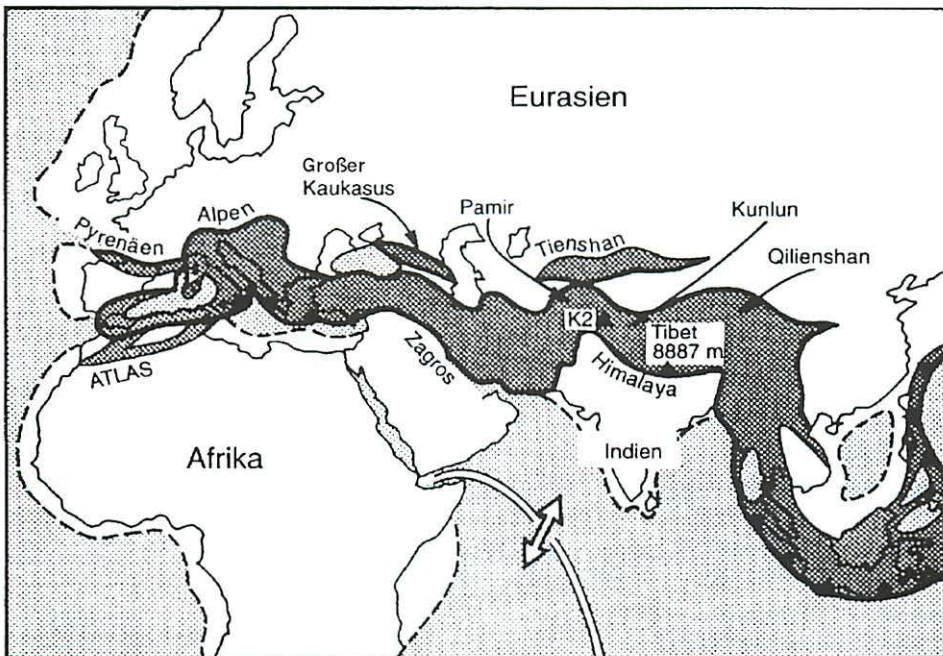 Eurasien
Großer
Kaukasus
Pamir
Kunlun
Alpen
Pyrenäen
Tienshan
Qilienshan
K2
Tibet
8887 m
ATLAS
Zagros
Himalaya
Afrika
Indien